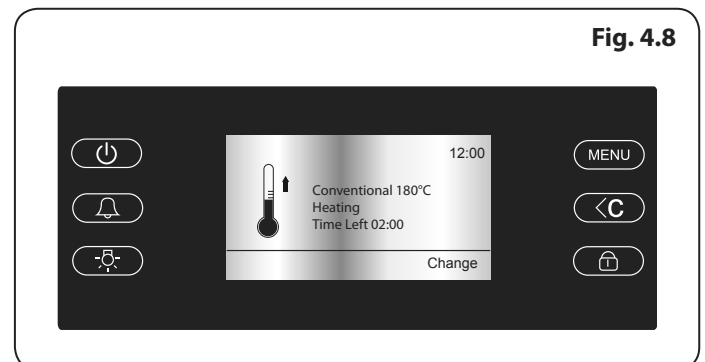 Fig. 4.8
12:00
MENU
Conventional 180°C
Heating
Time Left 02:00
<C
Change